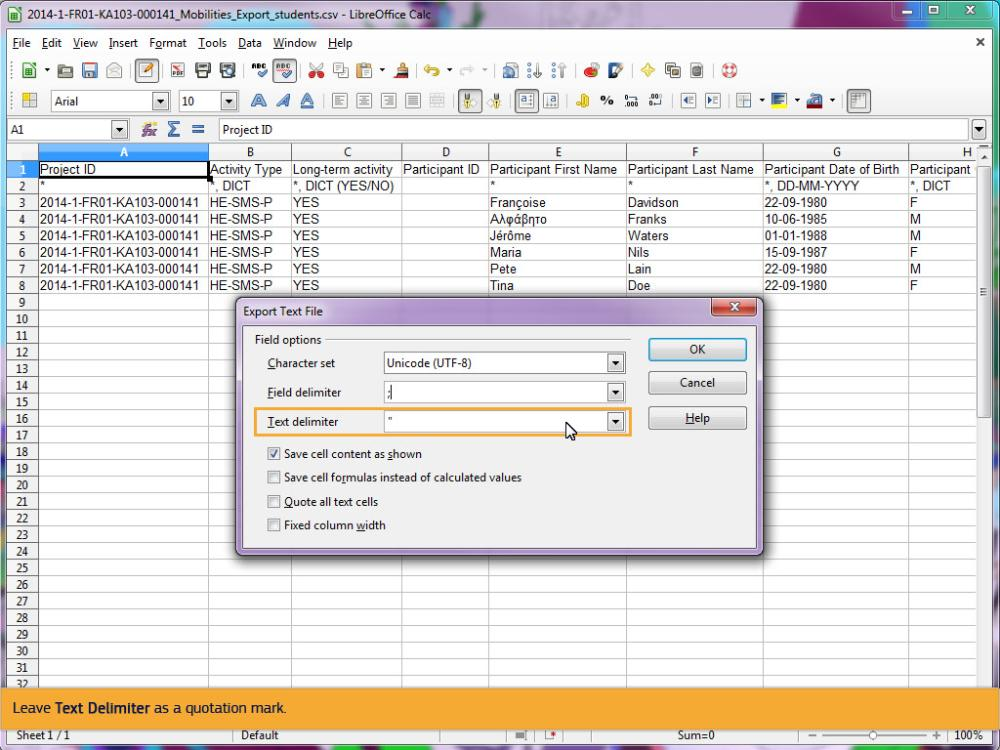 2014-1-FR01-KA103-000141_Mobilities_Export_students.csv - LibreOffice Calc
File Edit View Insert Format Tools Data Window Help
Arial 10
A1 Project ID
A B C D E F G H
1 Project ID Activity Type Long-term activity Participant ID Participant First Name Participant Last Name Participant Date of Birth Participant
2 * *, DICT *, DICT (YES/NO) * * *, DD-MM-YYYY *, DICT
3 2014-1-FR01-KA103-000141 HE-SMS-P YES Françoise Davidson 22-09-1980 F
4 2014-1-FR01-KA103-000141 HE-SMS-P YES Αλφάβητο Franks 10-06-1985 M
5 2014-1-FR01-KA103-000141 HE-SMS-P YES Jérôme Waters 01-01-1988 M
6 2014-1-FR01-KA103-000141 HE-SMS-P YES Maria Nils 15-09-1987 F
7 2014-1-FR01-KA103-000141 HE-SMS-P YES Pete Lain 22-09-1980 M
8 2014-1-FR01-KA103-000141 HE-SMS-P YES Tina Doe 22-09-1980 F
9
10
11
12
13
14
15
16
17
18
19
20
21
22
23
24
25
26
27
28
29
30
31
32
Export Text File
Field options
Character set Unicode (UTF-8) OK
Field delimiter ; Cancel
Text delimiter " Help
Save cell content as shown
Save cell formulas instead of calculated values
Quote all text cells
Fixed column width
Leave Text Delimiter as a quotation mark.
Sheet 1 / 1 Default Sum=0 100%